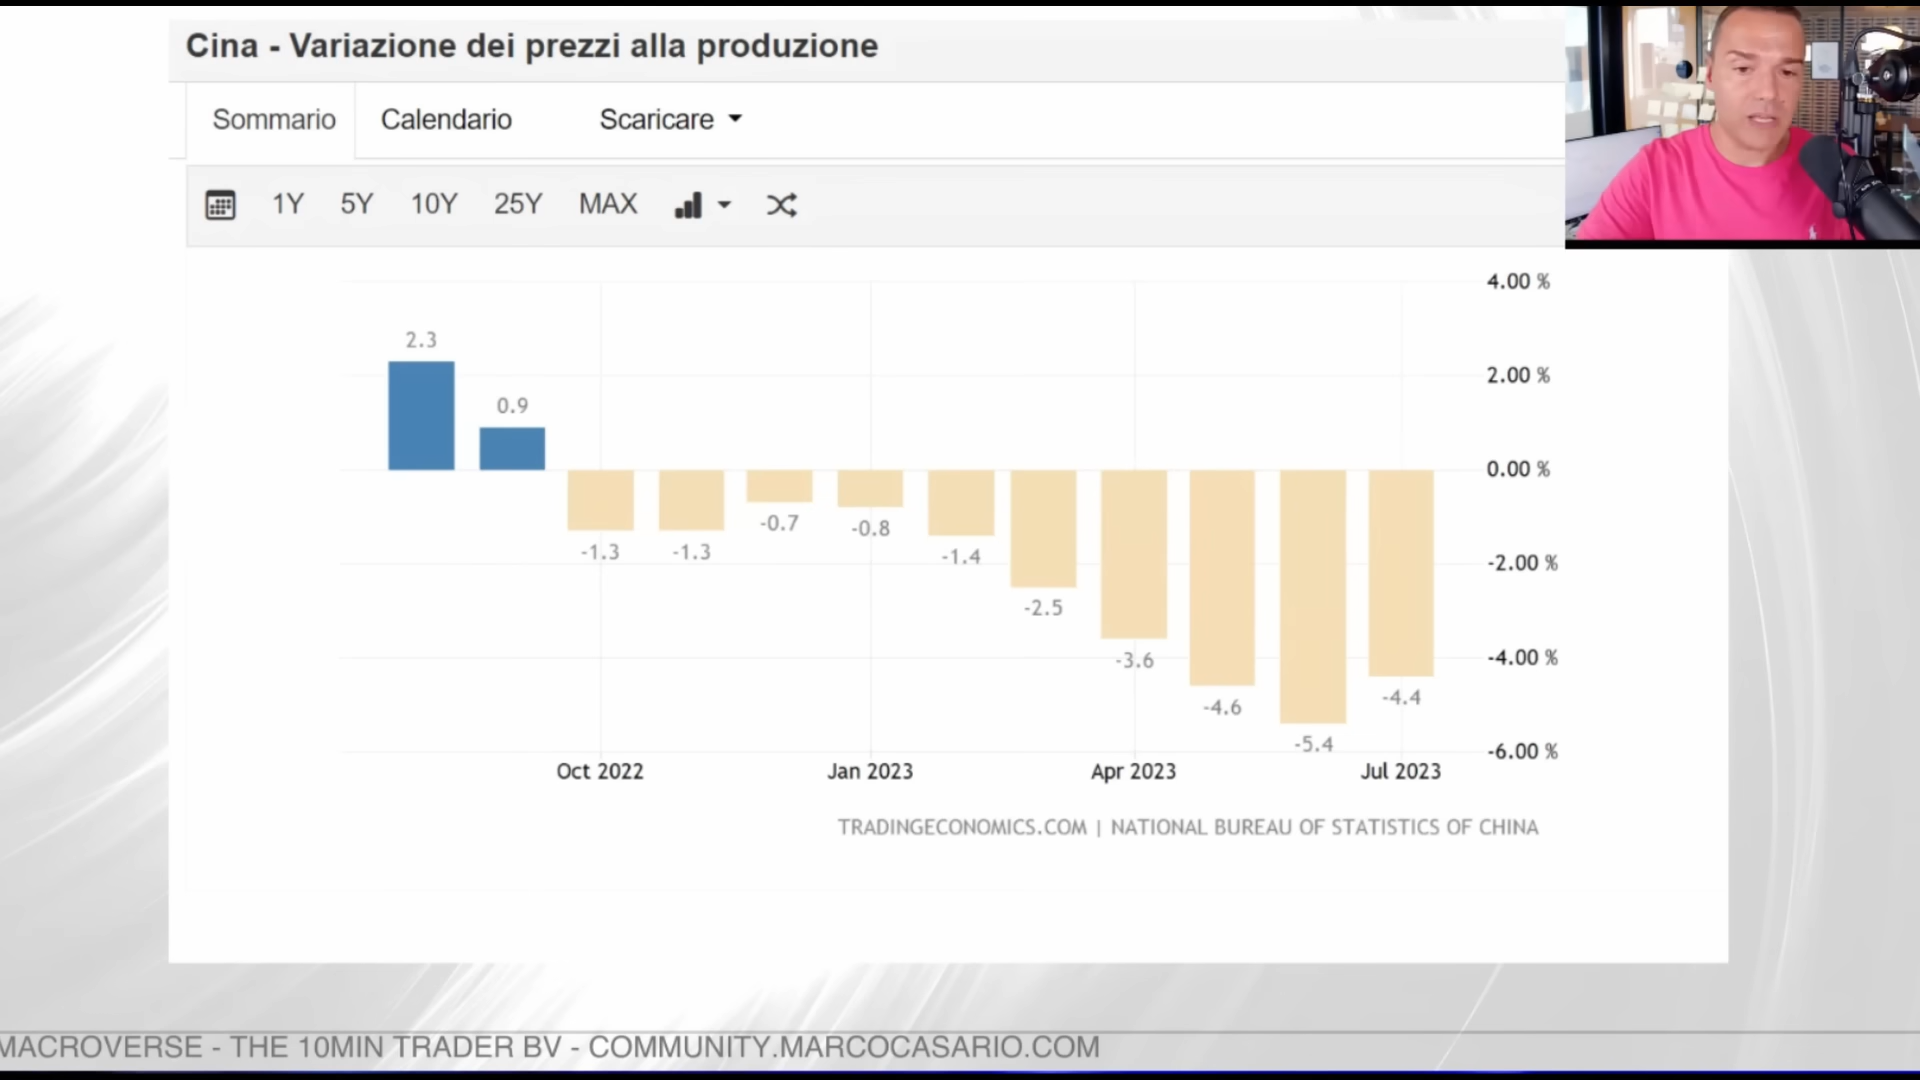 Cina - Variazione dei prezzi alla produzione
Sommario Calendario Scaricare
1Y 5Y 10Y 25Y MAX
4.00 %
2.3
2.00 %
0.9
0.00 %
-0.7
-0.8
-1.3 -1.3
-1.4
-2.00 %
-2.5
-3.6
-4.00 %
-4.4
-4.6
-5.4
-6.00 %
Oct 2022 Jan 2023 Apr 2023 Jul 2023
TRADINGECONOMICS.COM | NATIONAL BUREAU OF STATISTICS OF CHINA
MACROVERSE - THE 10MIN TRADER BV - COMMUNITY.MARCOCASARIO.COM